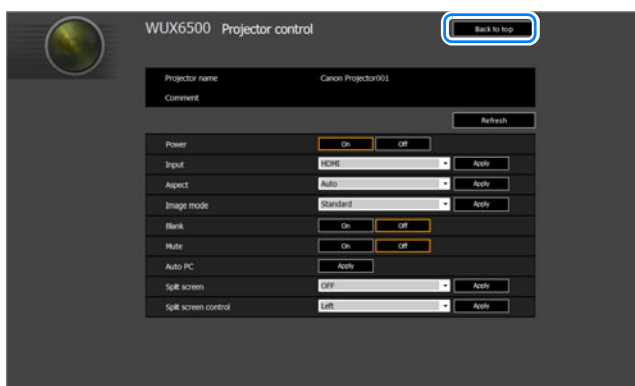 WUX6500 Projector control
Back to top
Projector name Canon Projector001
Comment
Refresh
Power On Off
Input HDMI Apply
Aspect Auto Apply
Image mode Standard Apply
Blank On Off
Mute On Off
Auto PC Apply
Split screen OFF Apply
Split screen control Left Apply